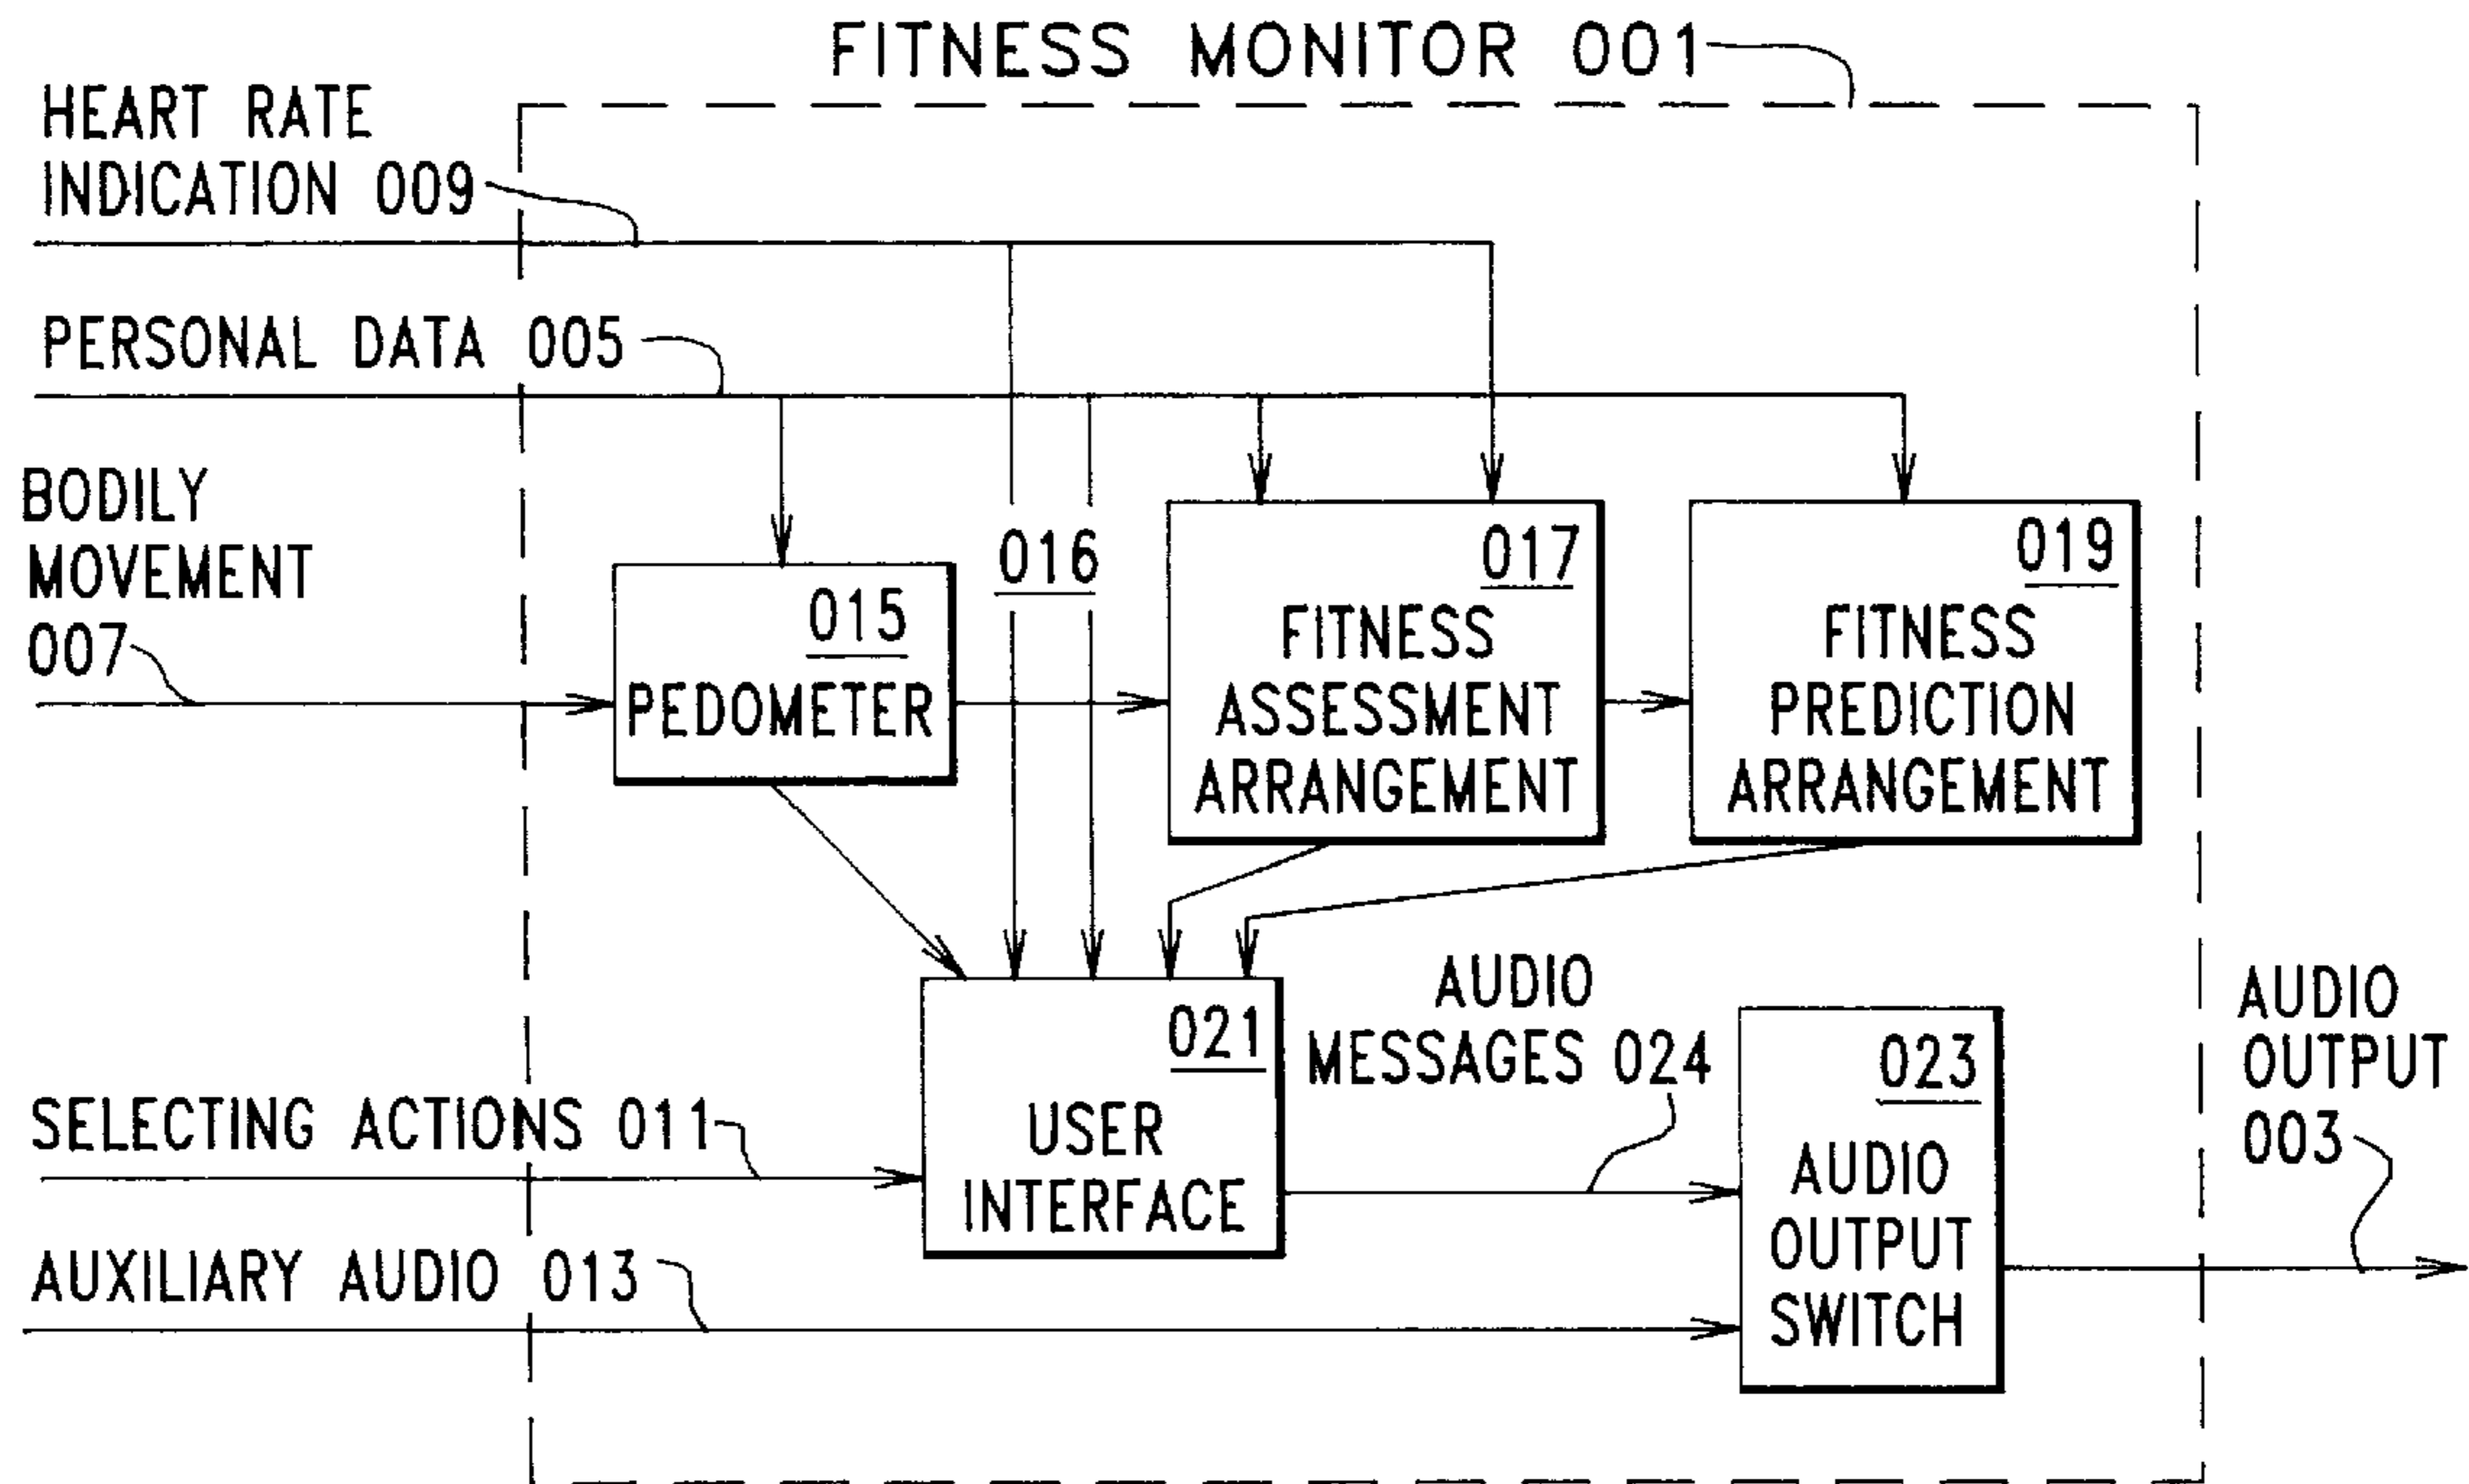 FITNESS MONITOR 001
HEART RATE
INDICATION 009
PERSONAL DATA 005
BODILY
MOVEMENT
007
015
PEDOMETER
016
017
FITNESS
ASSESSMENT
ARRANGEMENT
019
FITNESS
PREDICTION
ARRANGEMENT
SELECTING ACTIONS 011
AUXILIARY AUDIO 013
021
USER
INTERFACE
AUDIO
MESSAGES 024
023
AUDIO
OUTPUT
SWITCH
AUDIO
OUTPUT
003